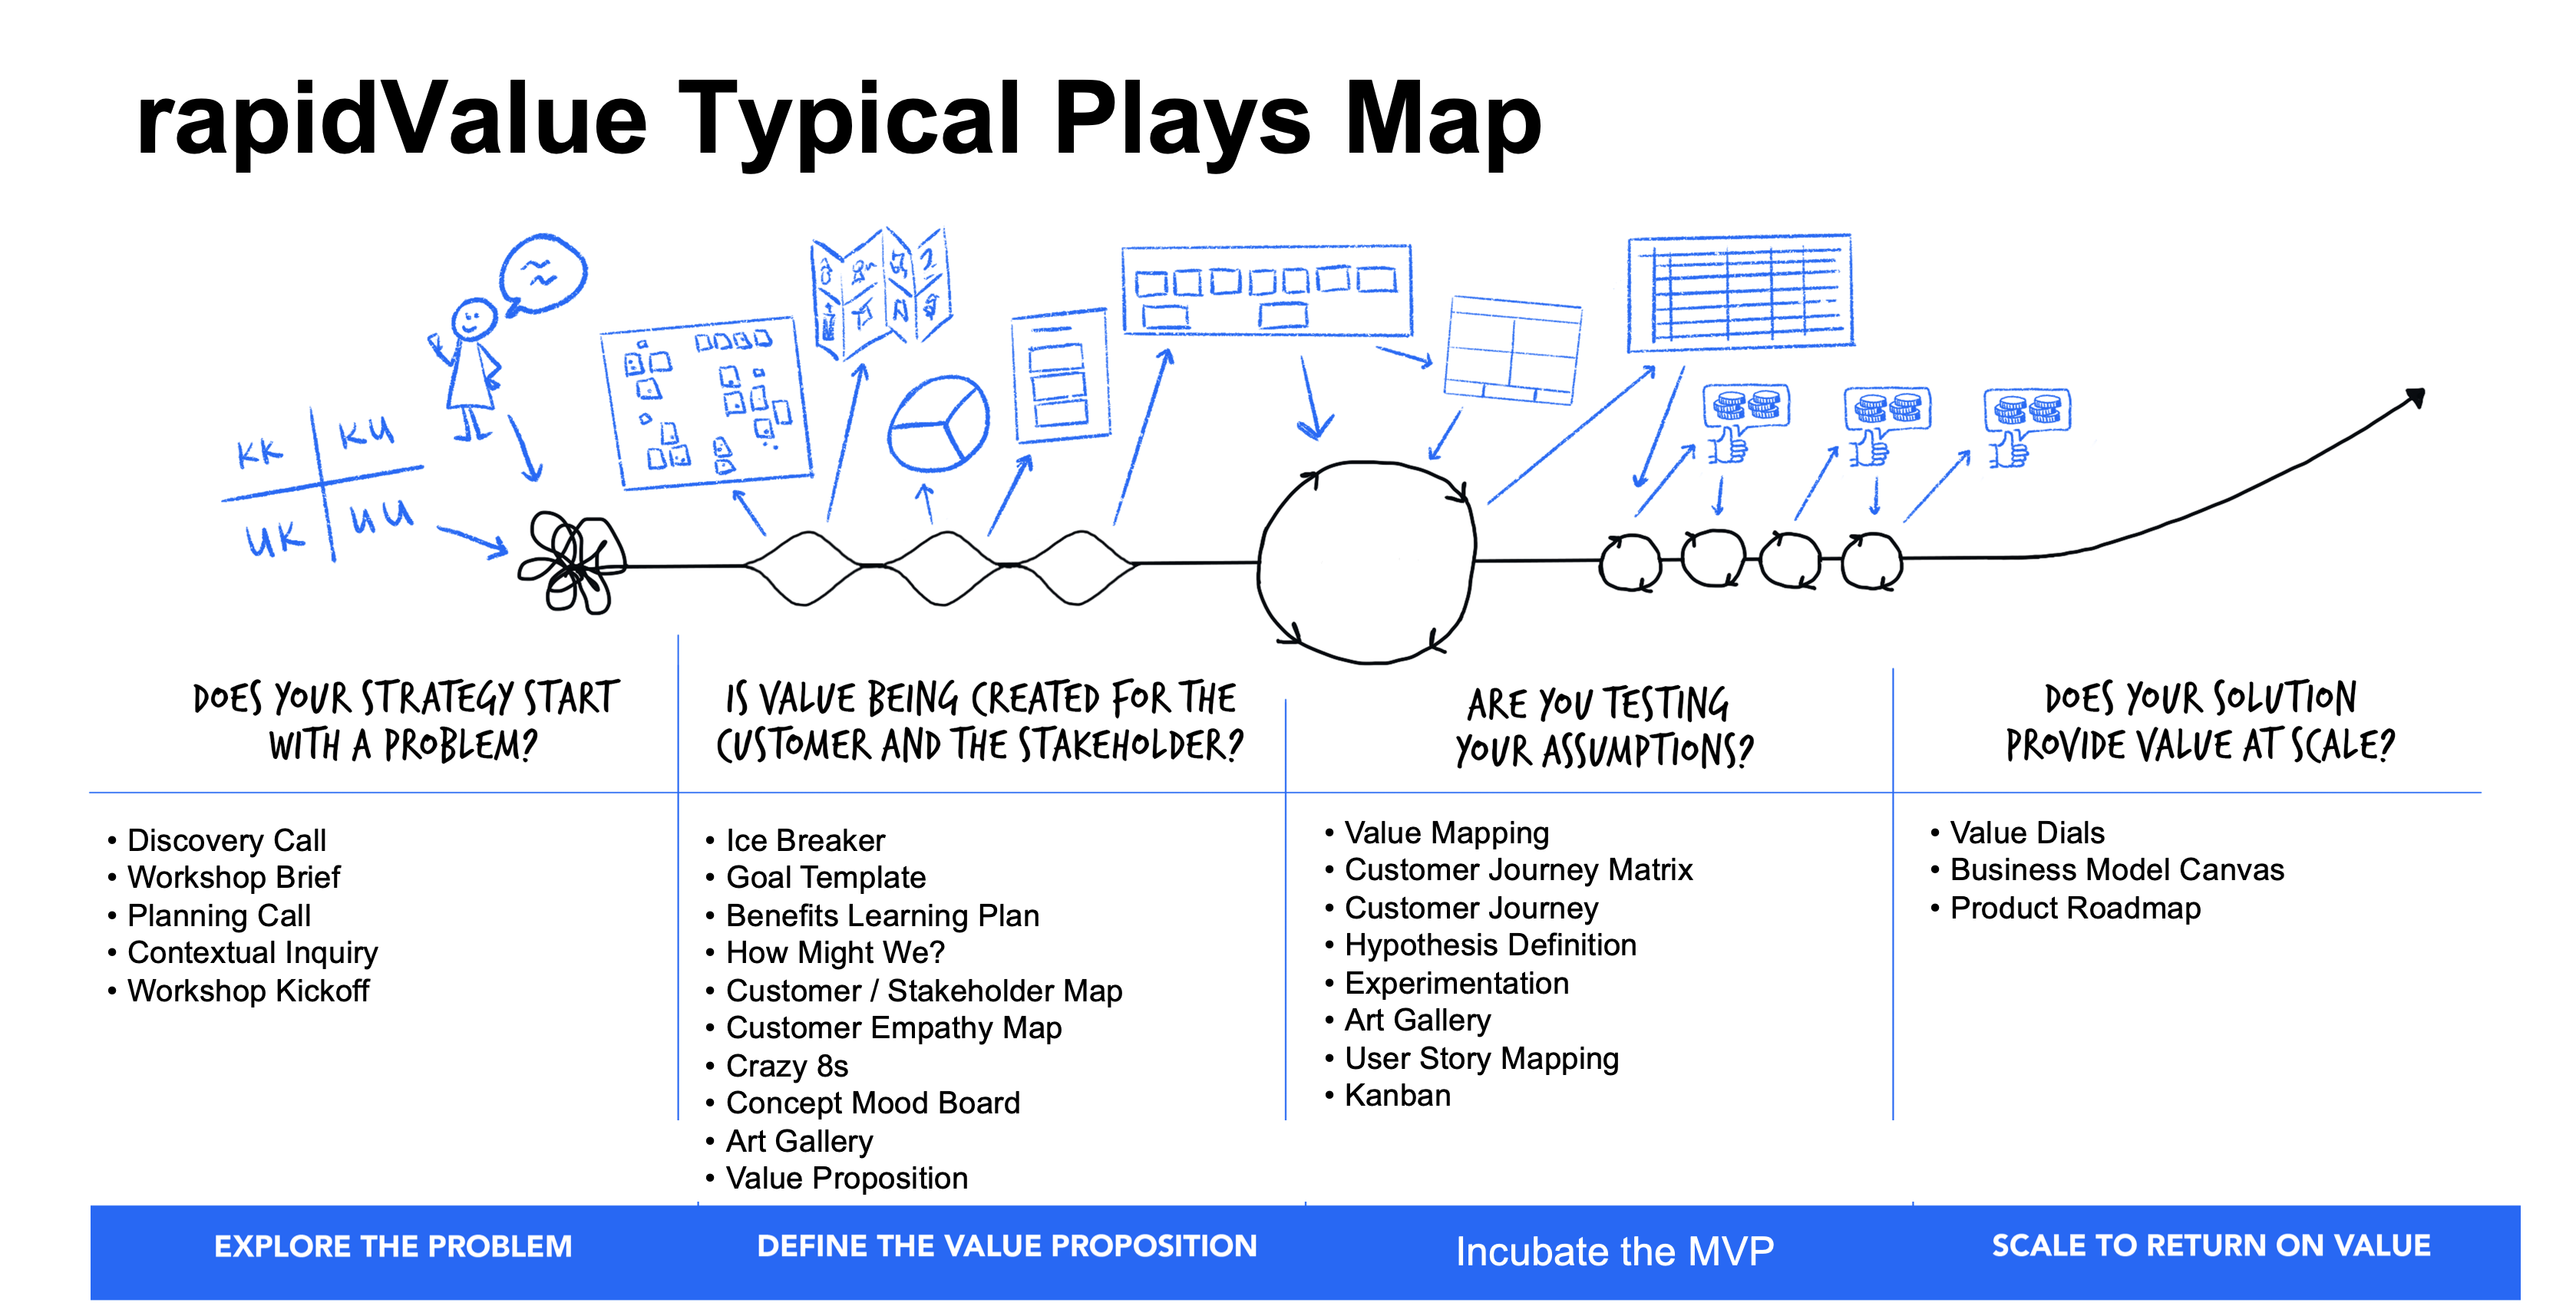 rapidValue Typical Plays Map
KK
KU
UK
UU
DOES YOUR STRATEGY START
WITH A PROBLEM?
• Discovery Call
• Workshop Brief
• Planning Call
• Contextual Inquiry
• Workshop Kickoff
EXPLORE THE PROBLEM
IS VALUE BEING CREATED FOR THE
CUSTOMER AND THE STAKEHOLDER?
• Ice Breaker
• Goal Template
• Benefits Learning Plan
• How Might We?
• Customer / Stakeholder Map
• Customer Empathy Map
• Crazy 8s
• Concept Mood Board
• Art Gallery
• Value Proposition
DEFINE THE VALUE PROPOSITION
ARE YOU TESTING
YOUR ASSUMPTIONS?
• Value Mapping
• Customer Journey Matrix
• Customer Journey
• Hypothesis Definition
• Experimentation
• Art Gallery
• User Story Mapping
• Kanban
Incubate the MVP
DOES YOUR SOLUTION
PROVIDE VALUE AT SCALE?
• Value Dials
• Business Model Canvas
• Product Roadmap
SCALE TO RETURN ON VALUE